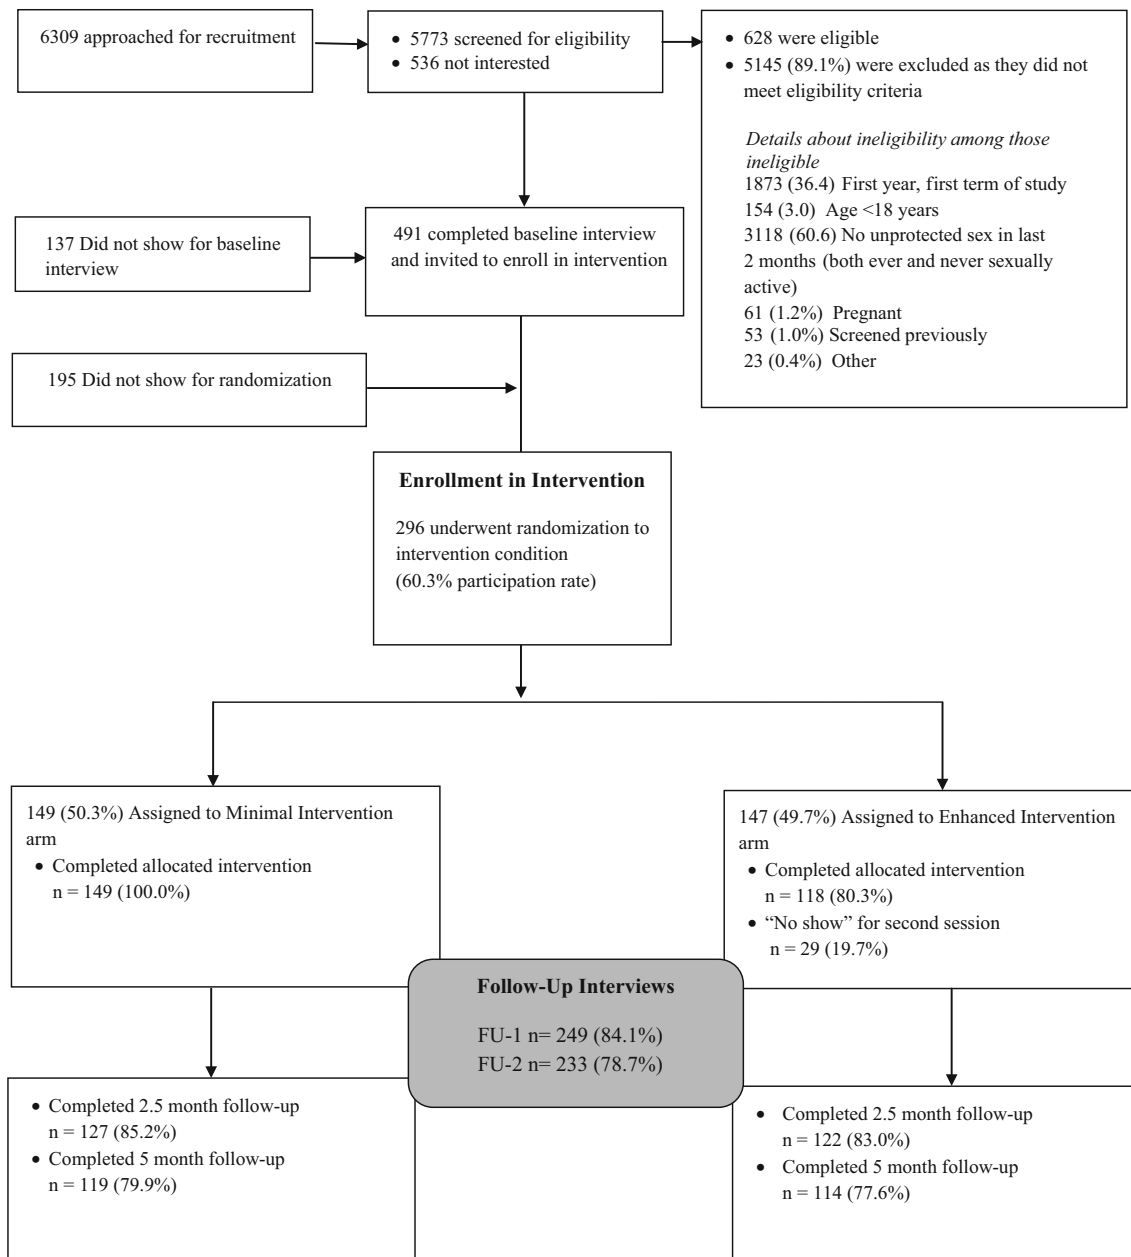 6309 approached for recruitment
• 5773 screened for eligibility
• 536 not interested
• 628 were eligible
• 5145 (89.1%) were excluded as they did not
meet eligibility criteria
Details about ineligibility among those
ineligible
1873 (36.4) First year, first term of study
154 (3.0) Age <18 years
3118 (60.6) No unprotected sex in last
2 months (both ever and never sexually
active)
61 (1.2%) Pregnant
53 (1.0%) Screened previously
23 (0.4%) Other
137 Did not show for baseline
interview
491 completed baseline interview
and invited to enroll in intervention
195 Did not show for randomization
Enrollment in Intervention
296 underwent randomization to
intervention condition
(60.3% participation rate)
149 (50.3%) Assigned to Minimal Intervention
arm
• Completed allocated intervention
n = 149 (100.0%)
147 (49.7%) Assigned to Enhanced Intervention
arm
• Completed allocated intervention
n = 118 (80.3%)
• “No show” for second session
n = 29 (19.7%)
Follow-Up Interviews
FU-1 n= 249 (84.1%)
FU-2 n= 233 (78.7%)
• Completed 2.5 month follow-up
n = 127 (85.2%)
• Completed 5 month follow-up
n = 119 (79.9%)
• Completed 2.5 month follow-up
n = 122 (83.0%)
• Completed 5 month follow-up
n = 114 (77.6%)